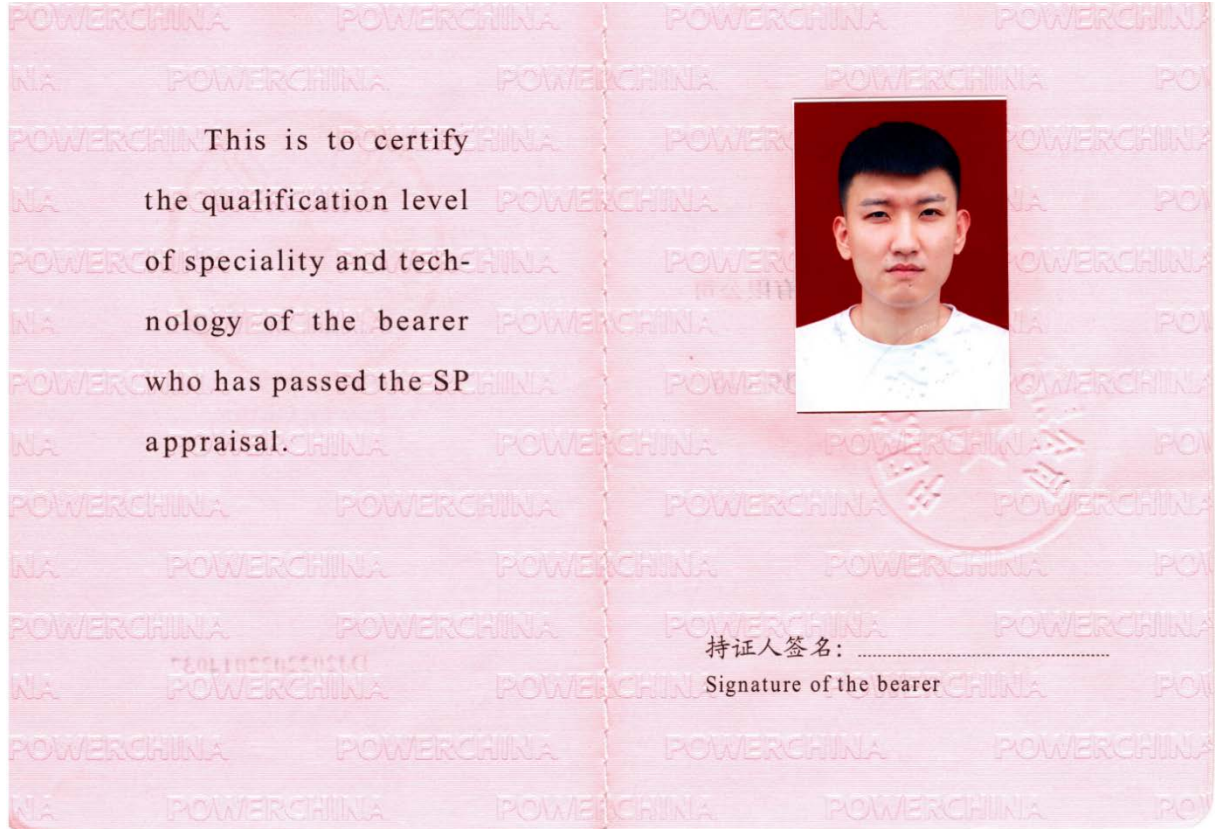 This is to certify
the qualification level
of speciality and tech-
nology of the bearer
who has passed the SP
appraisal.
持证人签名:
Signature of the bearer
POWERCHINA